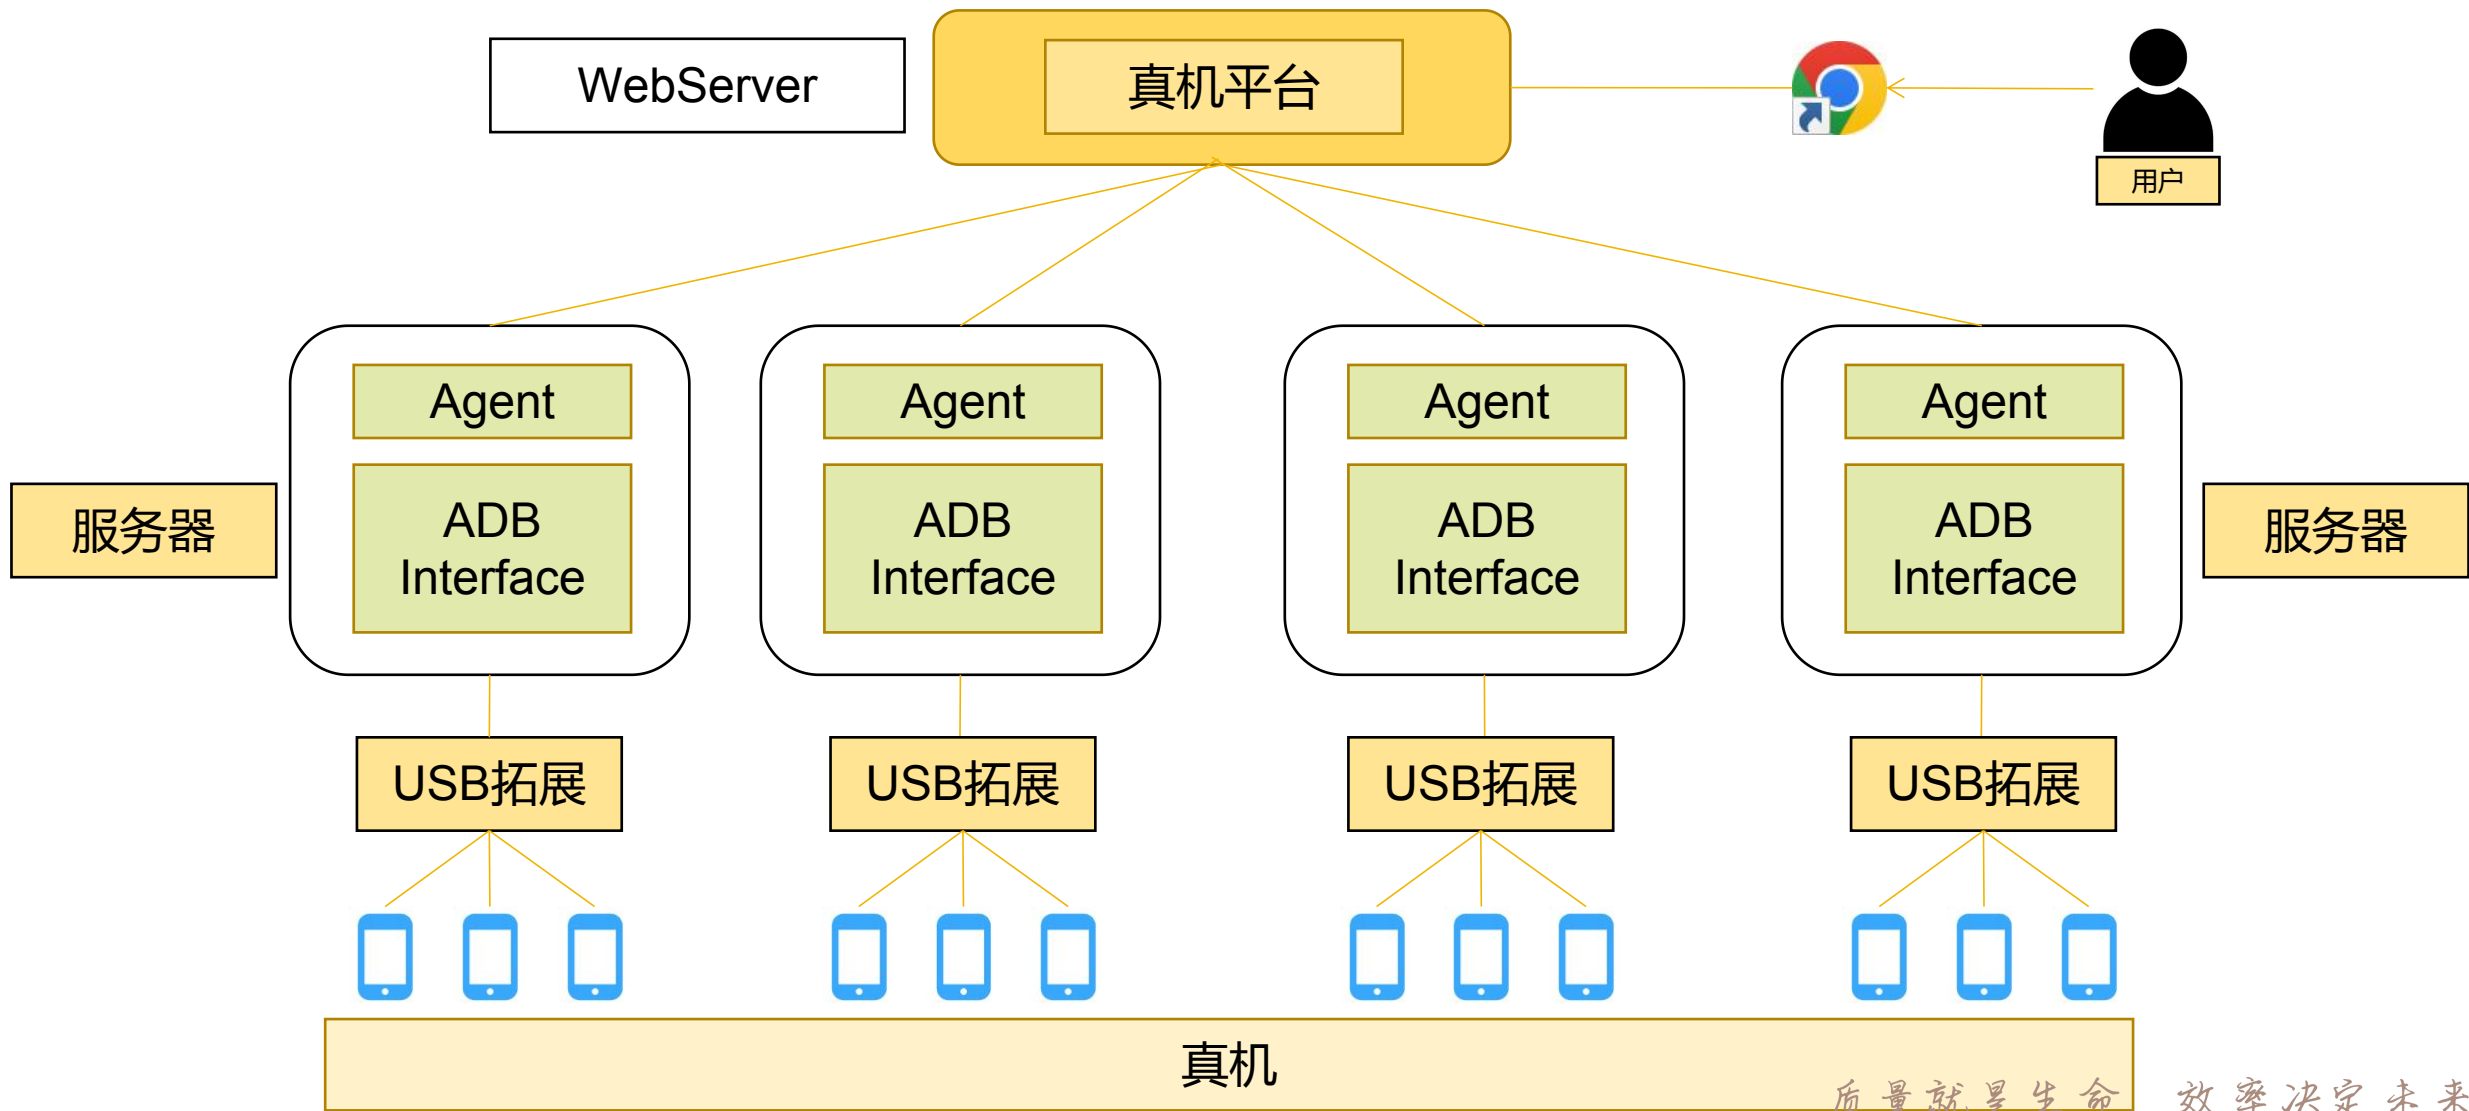 WebServer
真机平台
用户
Agent
Agent
Agent
Agent
服务器
ADB
Interface
ADB
Interface
ADB
Interface
ADB
Interface
服务器
USB拓展
USB拓展
USB拓展
USB拓展
真机
质量就是生命 效率决定未来